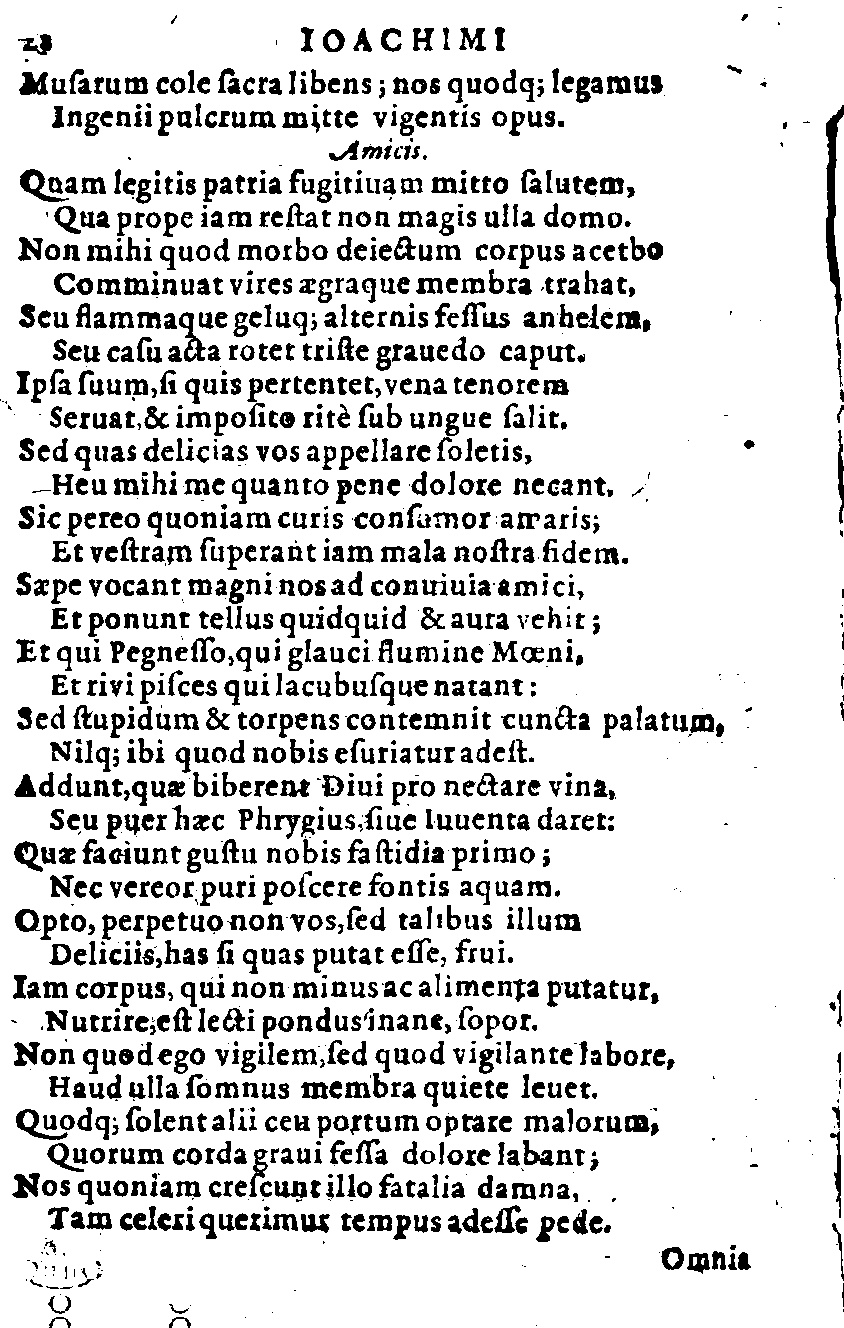 28 IOACHIMI
Muſarum cole ſacra libens; nos quodq; legamus
Ingenii pulcrum mitte vigentis opus.
Amicis.
Quam legitis patria fugitiuam mitto ſalutem,
Qua prope iam reſtat non magis ulla domo.
Non mihi quod morbo deiectum corpus acerbo
Comminuat vires ægraque membra trahat,
Seu flammaque geluq; alternis feſſus anhelem,
Seu caſu acta rotet triſte grauedo caput.
Ipſa ſuum, ſi quis pertentet, vena tenorem
Seruat, & impoſito ritè ſub ungue ſalit.
Sed quas delicias vos appellare ſoletis,
Heu mihi me quanto pene dolore necant.
Sic pereo quoniam curis conſumor amaris;
Et veſtram ſuperant iam mala noſtra fidem.
Sæpe vocant magni nos ad conuiuia amici,
Et ponunt tellus quidquid & aura vehit;
Et qui Pegneſſo, qui glauci flumine Mœni,
Et rivi piſces qui lacubuſque natant:
Sed ſtupidum & torpens contemnit cuncta palatum,
Nilq; ibi quod nobis eſuriatur adeſt.
Addunt, quæ biberent Diui pro nectare vina,
Seu puer hæc Phrygius, ſiue Iuuenta daret:
Quæ faciunt guſtu nobis faſtidia primo;
Nec vereor puri poſcere fontis aquam.
Opto, perpetuo non vos, ſed talibus illum
Deliciis, has ſi quas putat eſſe, frui.
Iam corpus, qui non minus ac alimenta putatur,
Nutrire, eſt lecti pondus inane, ſopor.
Non quod ego vigilem, ſed quod vigilante labore,
Haud ulla ſomnus membra quiete leuet.
Quodq; ſolent alii ceu portum optare malorum,
Quorum corda graui feſſa dolore labant;
Nos quoniam creſcunt illo fatalia damna,
Tam celeri querimur tempus adeſſe pede.
Omnia